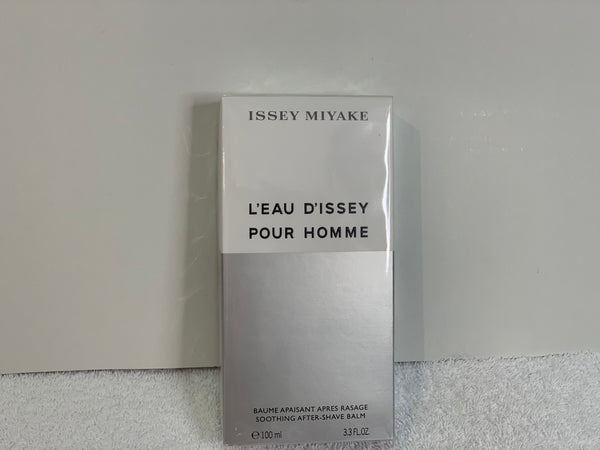 ISSEY MIYAKE
L'EAU D'ISSEY
POUR HOMME
BAUME APAISANT APRES RASAGE
SOOTHING AFTER-SHAVE BALM
℮ 100 ml 3.3 FL.OZ.